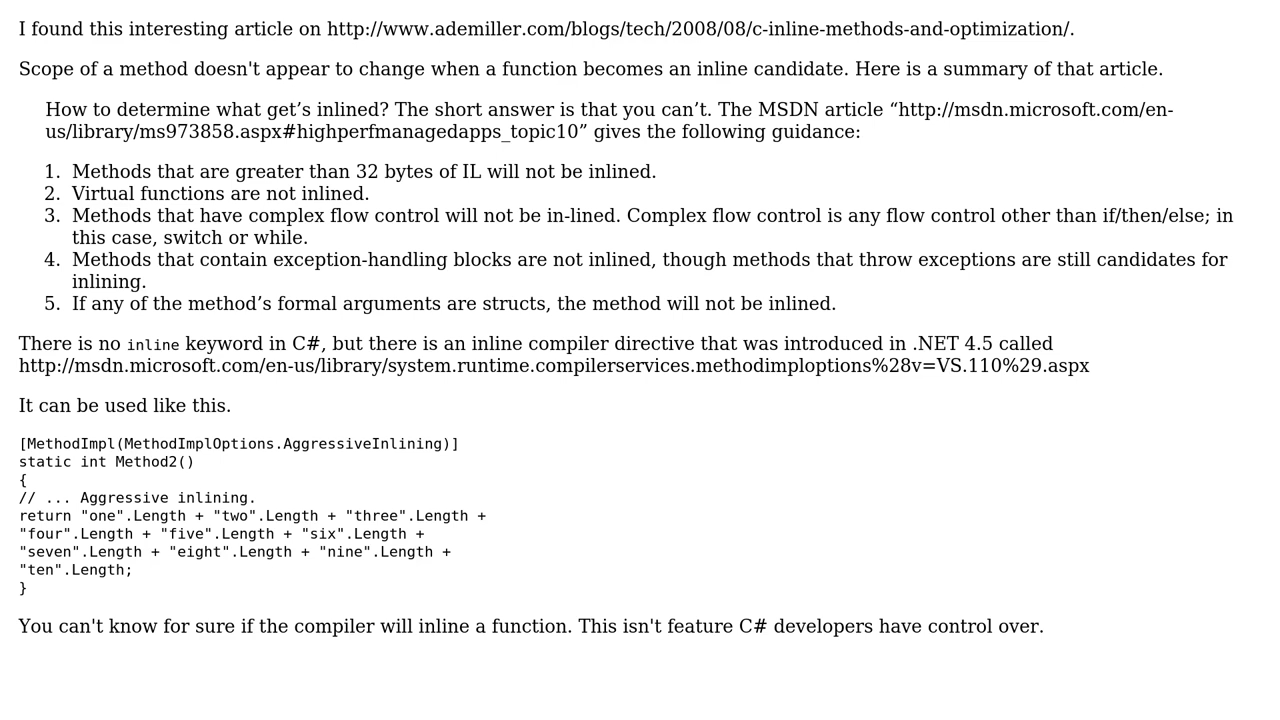 I found this interesting article on http://www.ademiller.com/blogs/tech/2008/08/c-inline-methods-and-optimization/.
Scope of a method doesn't appear to change when a function becomes an inline candidate. Here is a summary of that article.
How to determine what get’s inlined? The short answer is that you can’t. The MSDN article “http://msdn.microsoft.com/en-
us/library/ms973858.aspx#highperfmanagedapps_topic10” gives the following guidance:
1. Methods that are greater than 32 bytes of IL will not be inlined.
2. Virtual functions are not inlined.
3. Methods that have complex flow control will not be in-lined. Complex flow control is any flow control other than if/then/else; in
this case, switch or while.
4. Methods that contain exception-handling blocks are not inlined, though methods that throw exceptions are still candidates for
inlining.
5. If any of the method’s formal arguments are structs, the method will not be inlined.
There is no inline keyword in C#, but there is an inline compiler directive that was introduced in .NET 4.5 called
http://msdn.microsoft.com/en-us/library/system.runtime.compilerservices.methodimploptions%28v=VS.110%29.aspx
It can be used like this.
[MethodImpl(MethodImplOptions.AggressiveInlining)]
static int Method2()
{
// ... Aggressive inlining.
return "one".Length + "two".Length + "three".Length +
"four".Length + "five".Length + "six".Length +
"seven".Length + "eight".Length + "nine".Length +
"ten".Length;
}
You can't know for sure if the compiler will inline a function. This isn't feature C# developers have control over.